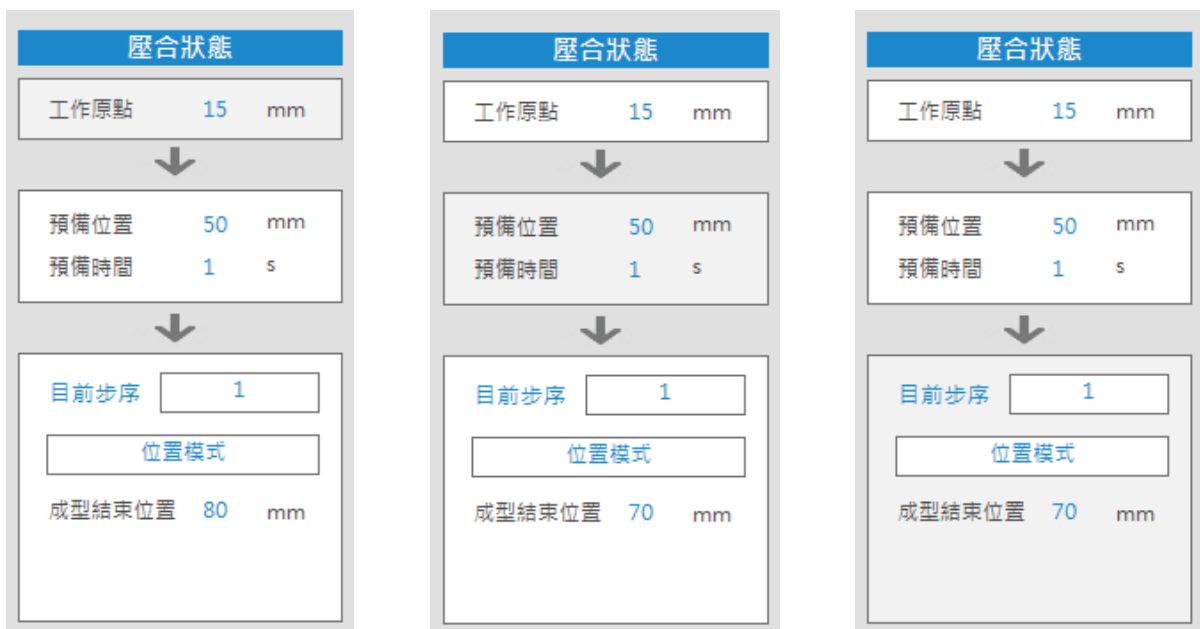 壓合狀態
工作原點 15 mm
預備位置 50 mm
預備時間 1 s
目前步序 1
位置模式
成型結束位置 80 mm
壓合狀態
工作原點 15 mm
預備位置 50 mm
預備時間 1 s
目前步序 1
位置模式
成型結束位置 70 mm
壓合狀態
工作原點 15 mm
預備位置 50 mm
預備時間 1 s
目前步序 1
位置模式
成型結束位置 70 mm